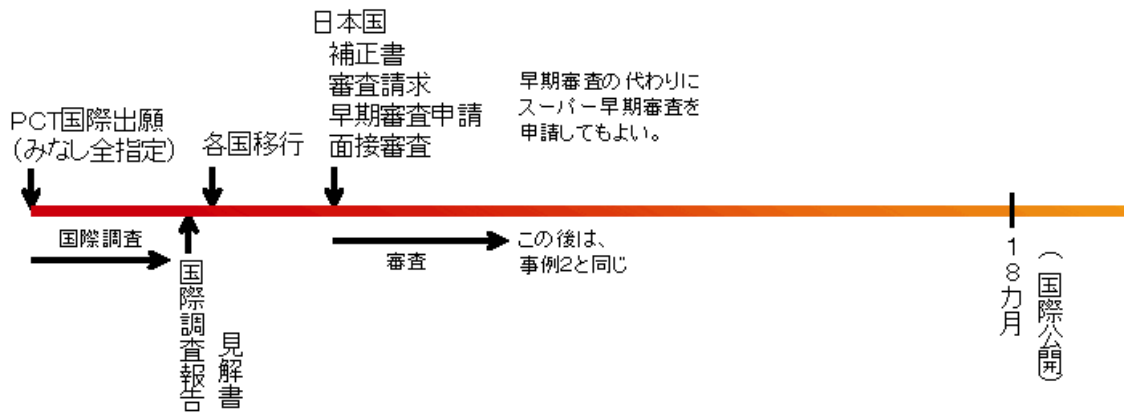 日本国
補正書
審査請求
早期審査申請
面接審査
早期審査の代わりに
スーパー早期審査を
申請してもよい。
PCT国際出願
(みなし全指定)
各国移行
国際調査
審査
この後は、
事例2と同じ
国際調査報告
見解書
18カ月
(国際公開)